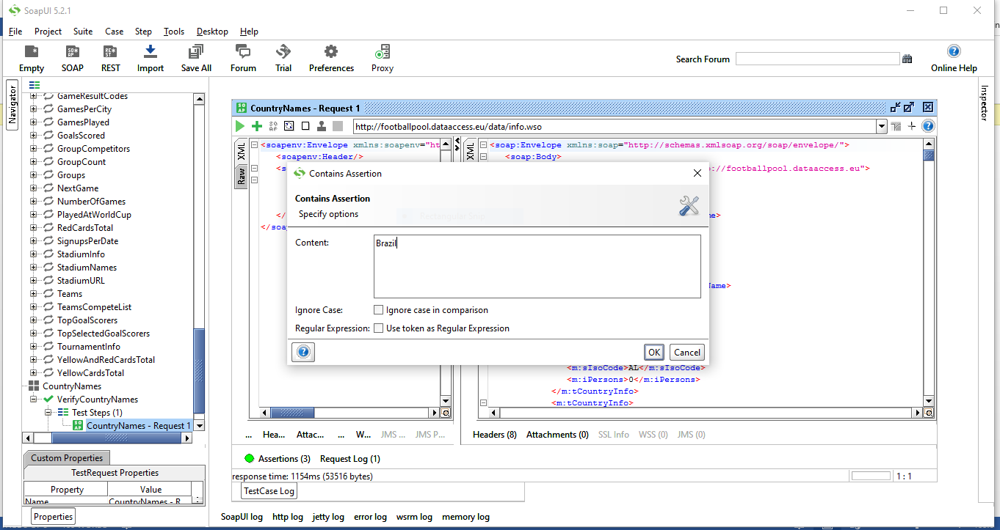 SoapUI 5.2.1
File Project Suite Case Step Tools Desktop Help
Empty SOAP REST Import Save All Forum Trial Preferences Proxy Search Forum Online Help
Navigator
Inspector
GameResultCodes
GamesPerCity
GamesPlayed
GoalsScored
GroupCompetitors
GroupCount
Groups
NextGame
NumberOfGames
PlayedAtWorldCup
RedCardsTotal
SignupsPerDate
StadiumInfo
StadiumNames
StadiumURL
Teams
TeamsCompeteList
TopGoalScorers
TopSelectedGoalScorers
TournamentInfo
YellowAndRedCardsTotal
YellowCardsTotal
CountryNames
VerifyCountryNames
Test Steps (1)
CountryNames - Request 1
Custom Properties
TestRequest Properties
Property Value
Name CountryNames - R
Properties
CountryNames - Request 1
http://footballpool.dataaccess.eu/data/info.wso
XML
Raw
<soapenv:Envelope xmlns:soapenv="ht
<soapenv:Header/>
<s
</
</soa
XML
<soap:Envelope xmlns:soap="http://schemas.xmlsoap.org/soap/envelope/">
<soap:Body>
://footballpool.dataaccess.eu">
me>
Name>
<m:sIsoCode>AL</m:sIsoCode>
<m:iPersons>0</m:iPersons>
</m:tCountryInfo>
<m:tCountryInfo>
Contains Assertion
Contains Assertion
Specify options
Content: Brazil
Ignore Case: Ignore case in comparison
Regular Expression: Use token as Regular Expression
OK Cancel
... Hea... Attac... ... W... JMS ... JMS P...
Headers (8) Attachments (0) SSL Info WSS (0) JMS (0)
Assertions (3) Request Log (1)
response time: 1154ms (53516 bytes) 1 : 1
TestCase Log
SoapUI log http log jetty log error log wsrm log memory log